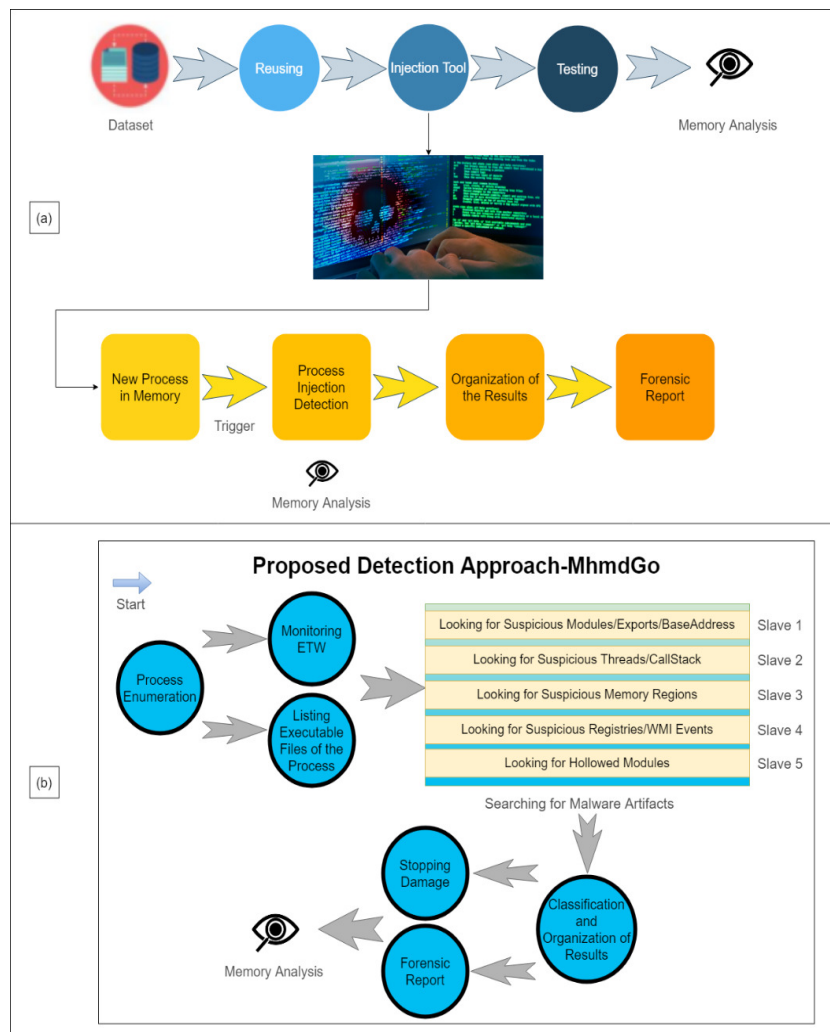 Reusing
Injection Tool
Testing
Dataset
Memory Analysis
(a)
New Process
in Memory
Trigger
Process
Injection
Detection
Organization of
the Results
Forensic
Report
Memory Analysis
(b)
Proposed Detection Approach-MhmdGo
Start
Process
Enumeration
Monitoring
ETW
Listing
Executable
Files of the
Process
Looking for Suspicious Modules/Exports/BaseAddress
Slave 1
Looking for Suspicious Threads/CallStack
Slave 2
Looking for Suspicious Memory Regions
Slave 3
Looking for Suspicious Registries/WMI Events
Slave 4
Looking for Hollowed Modules
Slave 5
Searching for Malware Artifacts
Classification
and
Organization of
Results
Stopping
Damage
Forensic
Report
Memory Analysis